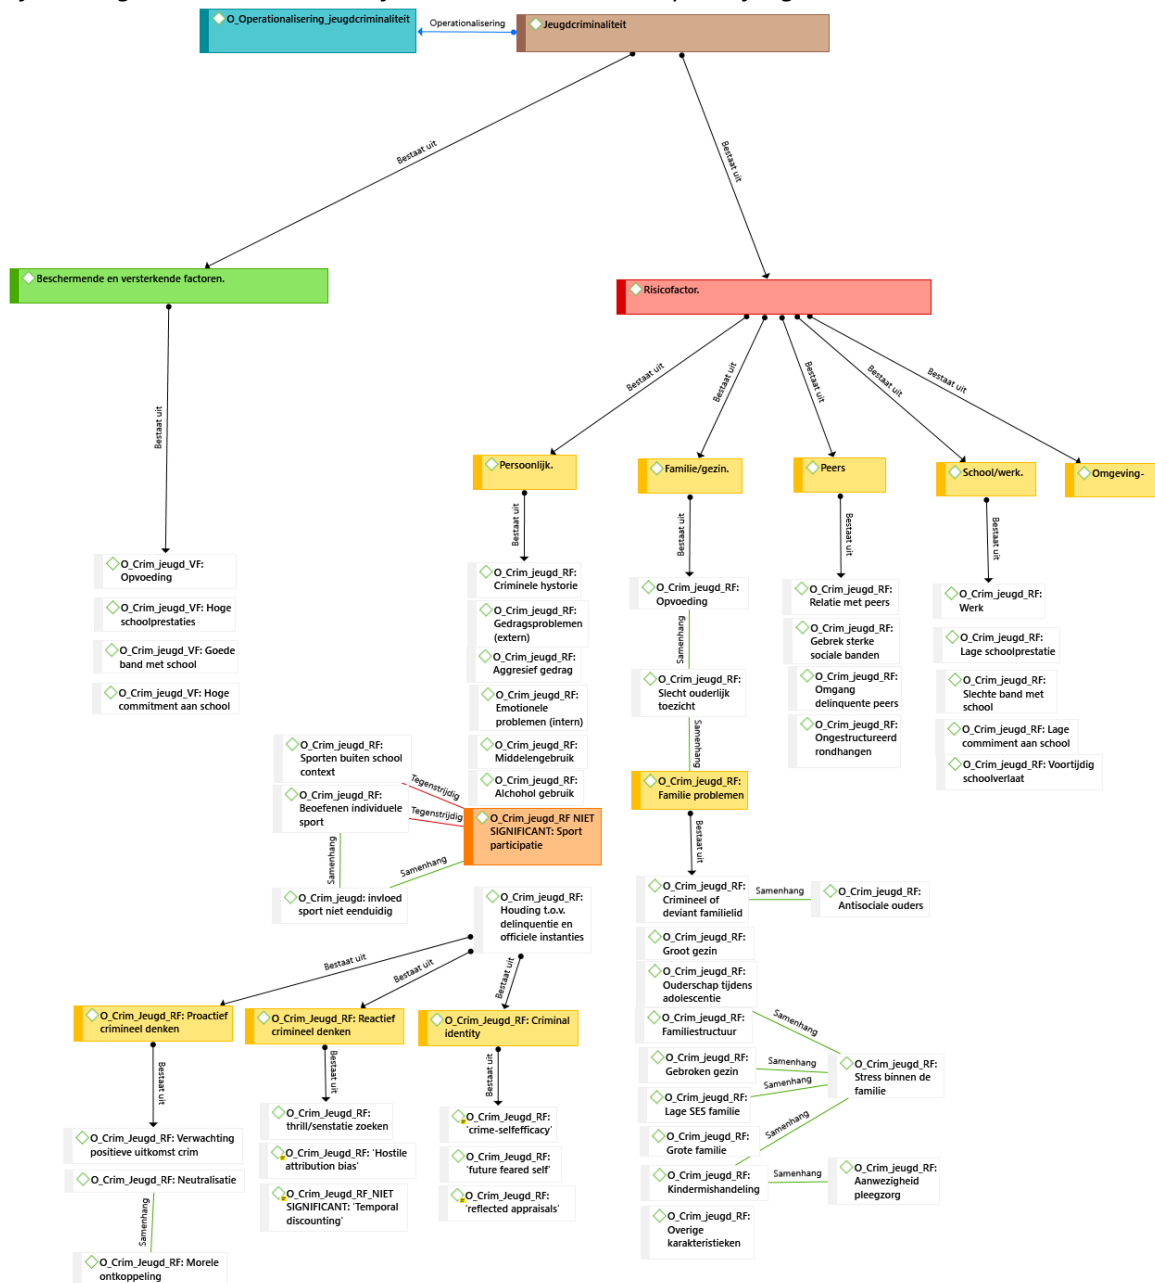 O_Operationalisering_jeugdcriminaliteit
Operationalisering
Jeugdcriminaliteit
Bestaat uit
Bestaat uit
Beschermende en versterkende factoren.
Risicofactor.
Bestaat uit
Bestaat uit
Bestaat uit
Bestaat uit
Bestaat uit
Bestaat uit
Persoonlijk.
Familie/gezin.
Peers
School/werk.
Omgeving-
Bestaat uit
Bestaat uit
Bestaat uit
Bestaat uit
O_Crim_jeugd_VF:
Opvoeding
O_Crim_jeugd_VF: Hoge
schoolprestaties
O_Crim_jeugd_VF: Goede
band met school
O_Crim_jeugd_VF: Hoge
commitment aan school
O_Crim_jeugd_RF:
Criminele hystorie
O_Crim_jeugd_RF:
Gedragsproblemen
(extern)
O_Crim_jeugd_RF:
Aggresief gedrag
O_Crim_jeugd_RF:
Emotionele
problemen (intern)
O_Crim_jeugd_RF:
Middelengebruik
O_Crim_jeugd_RF:
Alchohol gebruik
O_Crim_jeugd_RF:
Opvoeding
Samenhang
O_Crim_jeugd_RF:
Slecht ouderlijk
toezicht
Samenhang
O_Crim_jeugd_RF:
Familie problemen
Bestaat uit
O_Crim_jeugd_RF:
Relatie met peers
O_Crim_jeugd_RF:
Gebrek sterke
sociale banden
O_Crim_jeugd_RF:
Omgang
delinquente peers
O_Crim_jeugd_RF:
Ongestructureerd
rondhangen
O_Crim_jeugd_RF:
Werk
O_Crim_jeugd_RF:
Lage schoolprestatie
O_Crim_jeugd_RF:
Slechte band met
school
O_Crim_jeugd_RF: Lage
commiment aan school
O_Crim_jeugd_RF: Voortijdig
schoolverlaat
O_Crim_jeugd_RF:
Sporten buiten school
context
Tegenstrijdig
O_Crim_jeugd_RF:
Beoefenen individuele
sport
Tegenstrijdig
O_Crim_jeugd_RF NIET
SIGNIFICANT: Sport
participatie
Samenhang
Samenhang
O_Crim_jeugd: invloed
sport niet eenduidig
O_Crim_jeugd_RF:
Houding t.o.v.
delinquentie en
officiele instanties
Bestaat uit
Bestaat uit
Bestaat uit
O_Crim_Jeugd_RF: Proactief
crimineel denken
O_Crim_Jeugd_RF: Reactief
crimineel denken
O_Crim_Jeugd_RF: Criminal
identity
Bestaat uit
Bestaat uit
Bestaat uit
O_Crim_Jeugd_RF: Verwachting
positieve uitkomst crim
O_Crim_Jeugd_RF: Neutralisatie
Samenhang
O_Crim_Jeugd_RF: Morele
ontkoppeling
O_Crim_Jeugd_RF:
thrill/senstatie zoeken
O_Crim_Jeugd_RF: 'Hostile
attribution bias'
O_Crim_Jeugd_RF_NIET
SIGNIFICANT: 'Temporal
discounting'
O_Crim_Jeugd_RF:
'crime-selfefficacy'
O_Crim_Jeugd_RF:
'future feared self'
O_Crim_Jeugd_RF:
'reflected appraisals'
O_Crim_jeugd_RF:
Crimineel of
deviant familielid
Samenhang
O_Crim_jeugd_RF:
Antisociale ouders
O_Crim_jeugd_RF:
Groot gezin
O_Crim_jeugd_RF:
Ouderschap tijdens
adolescentie
O_Crim_jeugd_RF:
Familiestructuur
Samenhang
O_Crim_jeugd_RF:
Gebroken gezin
Samenhang
O_Crim_jeugd_RF:
Stress binnen de
familie
O_Crim_jeugd_RF:
Lage SES familie
Samenhang
O_Crim_jeugd_RF:
Grote familie
Samenhang
O_Crim_jeugd_RF:
Kindermishandeling
Samenhang
O_Crim_Jeugd_RF:
Aanwezigheid
pleegzorg
O_Crim_jeugd_RF:
Overige
karakteristieken